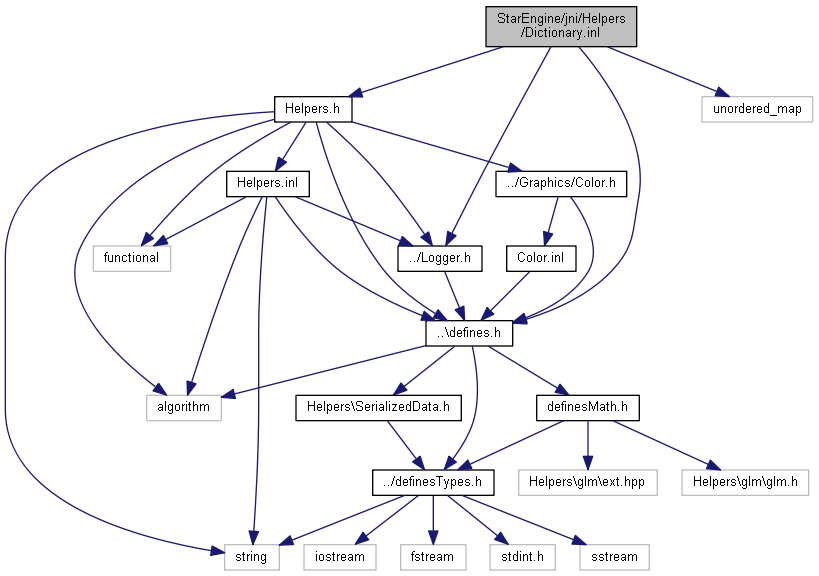 StarEngine/jni/Helpers
/Dictionary.inl
Helpers.h
unordered_map
Helpers.inl
../Graphics/Color.h
functional
../Logger.h
Color.inl
..\defines.h
algorithm
Helpers\SerializedData.h
definesMath.h
../definesTypes.h
Helpers\glm\ext.hpp
Helpers\glm\glm.h
string
iostream
fstream
stdint.h
sstream